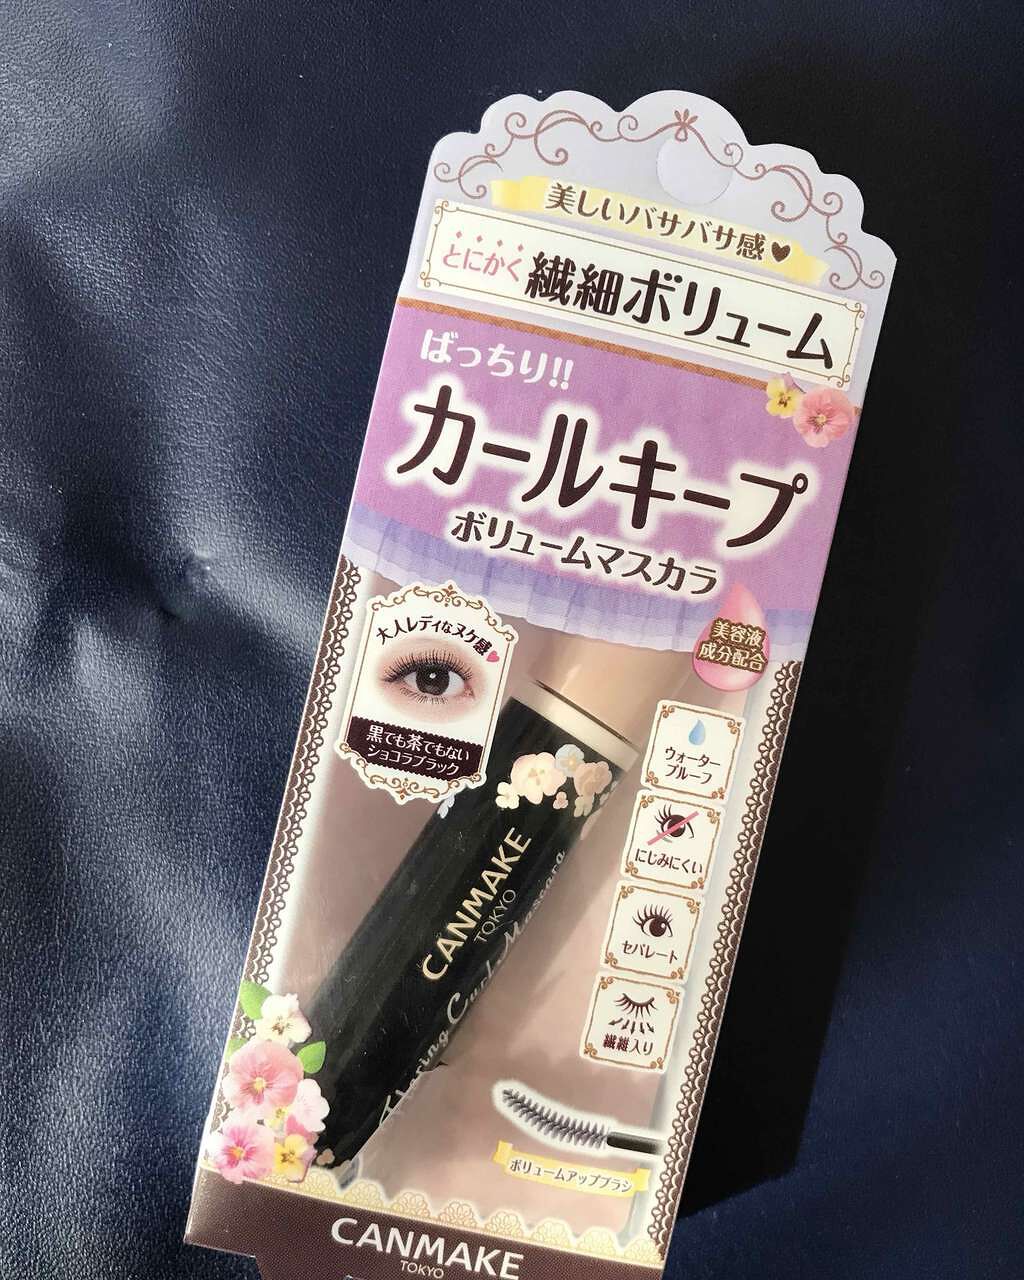 美しいバサバサ感♥
とにかく 繊細ボリューム
ばっちり!!
カールキープ
ボリュームマスカラ
美容液
成分配合
大人レディなヌケ感♥
黒でも茶でもない
ショコラブラック
ウォーター
プルーフ
にじみにくい
セパレート
繊維入り
CANMAKE
TOKYO
Curl Mascara
ボリュームアップブラシ
CANMAKE
TOKYO